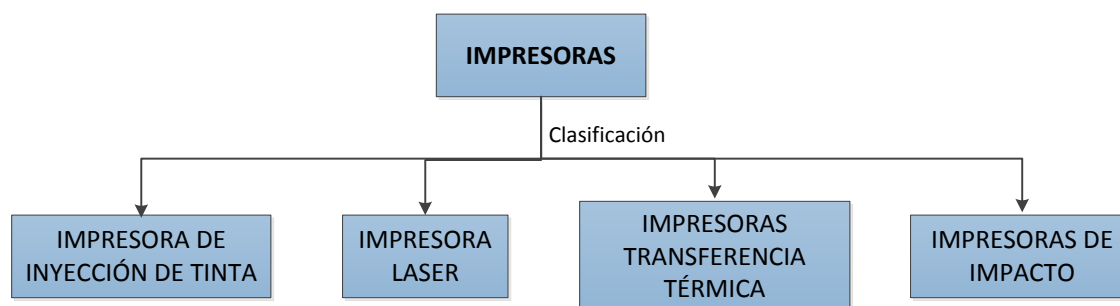 IMPRESORAS
Clasificación
IMPRESORA DE
INYECCIÓN DE TINTA
IMPRESORA
LASER
IMPRESORAS
TRANSFERENCIA
TÉRMICA
IMPRESORAS DE
IMPACTO